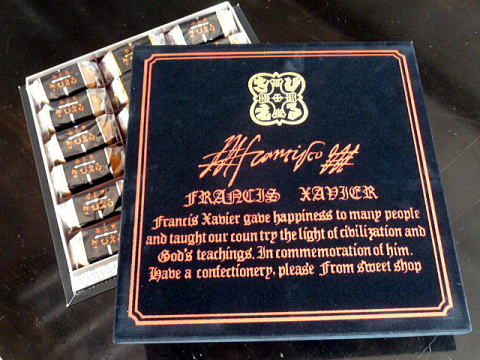 Francisco
FRANCIS XAVIER
Francis Xavier gave happiness to many people
and taught our coun try the light of civilization and
God's teachings. In commemoration of him.
Have a confectionery, please From sweet shop